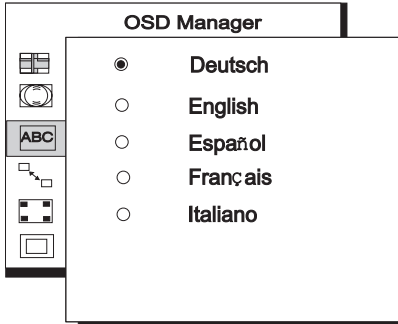 OSD Manager
Deutsch
English
ABC
Español
Français
Italiano